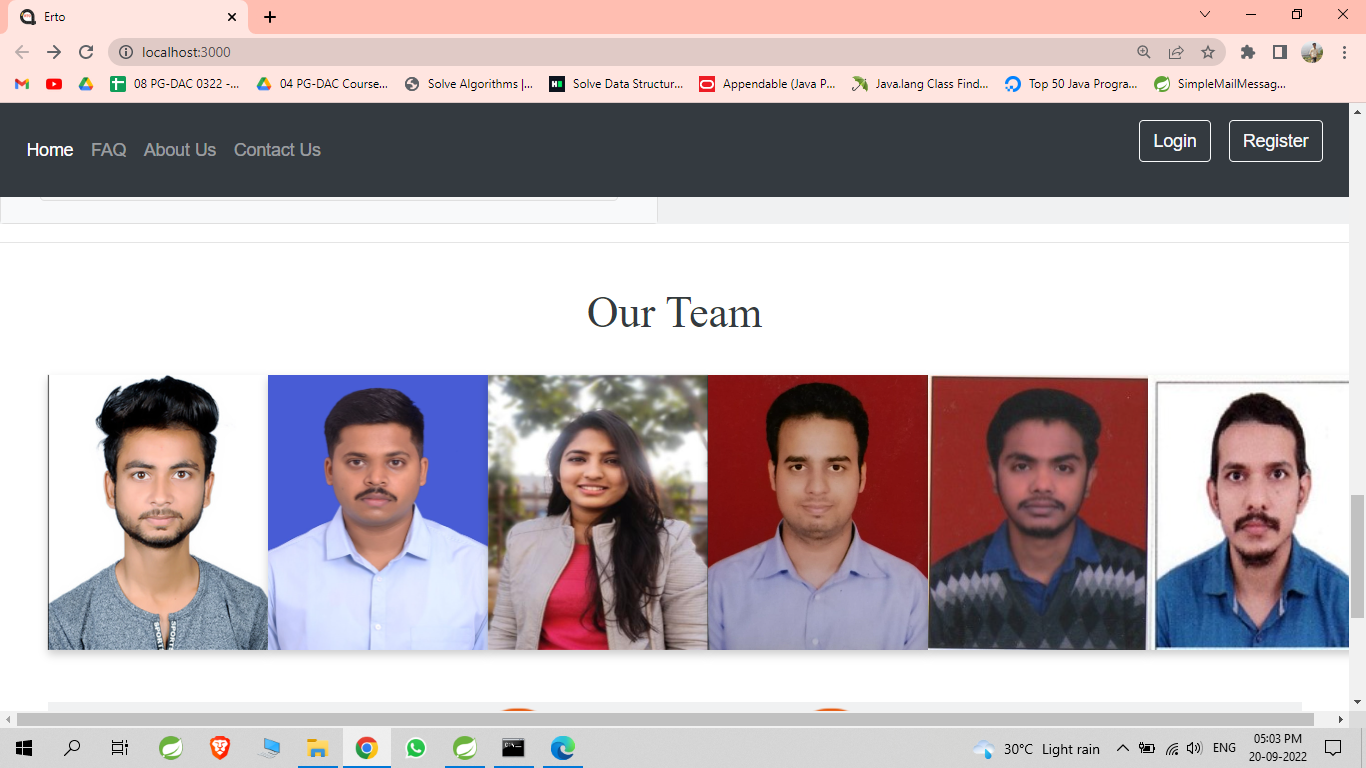 Erto
localhost:3000
08 PG-DAC 0322 -...
04 PG-DAC Course...
Solve Algorithms |...
Solve Data Structur...
Appendable (Java P...
Java.lang Class Find...
Top 50 Java Progra...
SimpleMailMessag...
Home
FAQ
About Us
Contact Us
Login
Register
Our Team
30°C Light rain
ENG
05:03 PM
20-09-2022